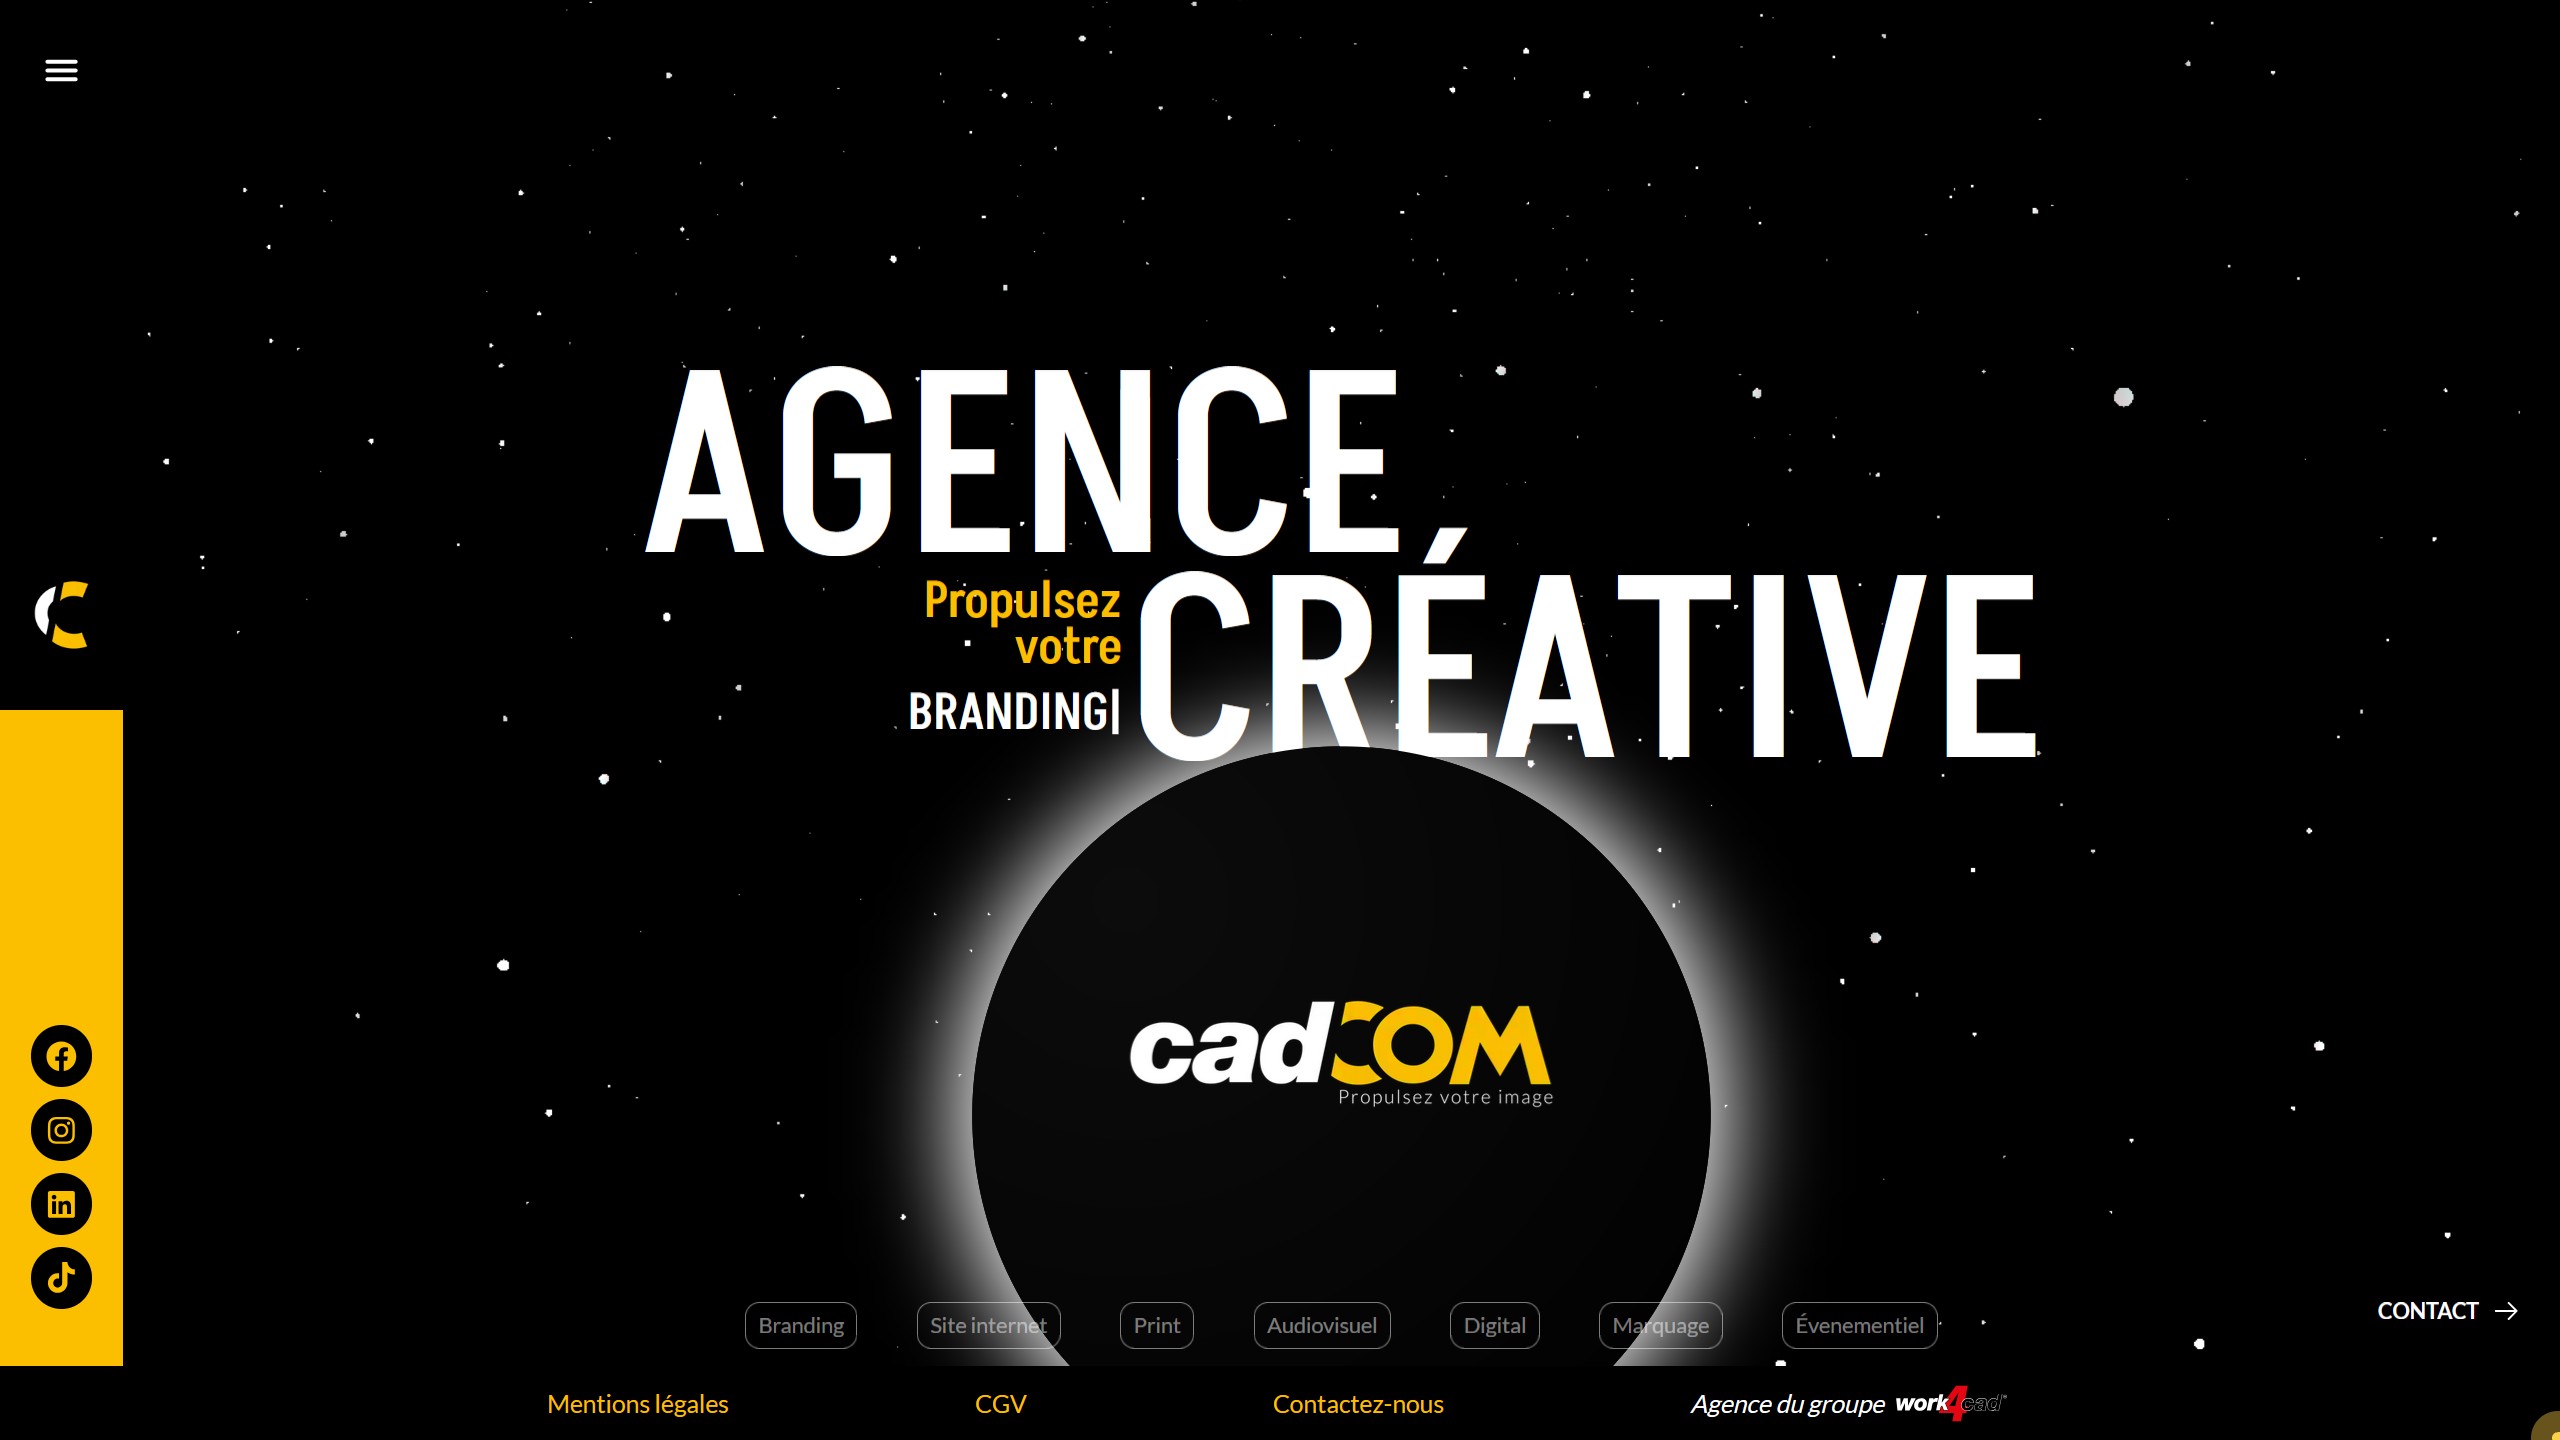 AGENCE
Propulsez
votre
BRANDING|
CRÉATIVE
cadCOM
Propulsez votre image
Branding
Site internet
Print
Audiovisuel
Digital
Marquage
Évenementiel
CONTACT
Mentions légales
CGV
Contactez-nous
Agence du groupe work4cad